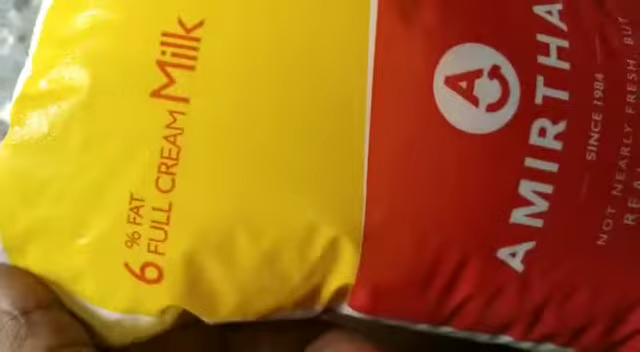 6 % FAT
FULL CREAM Milk
A
AMIRTHA
SINCE 1984
NOT NEARLY FRESH, BUT